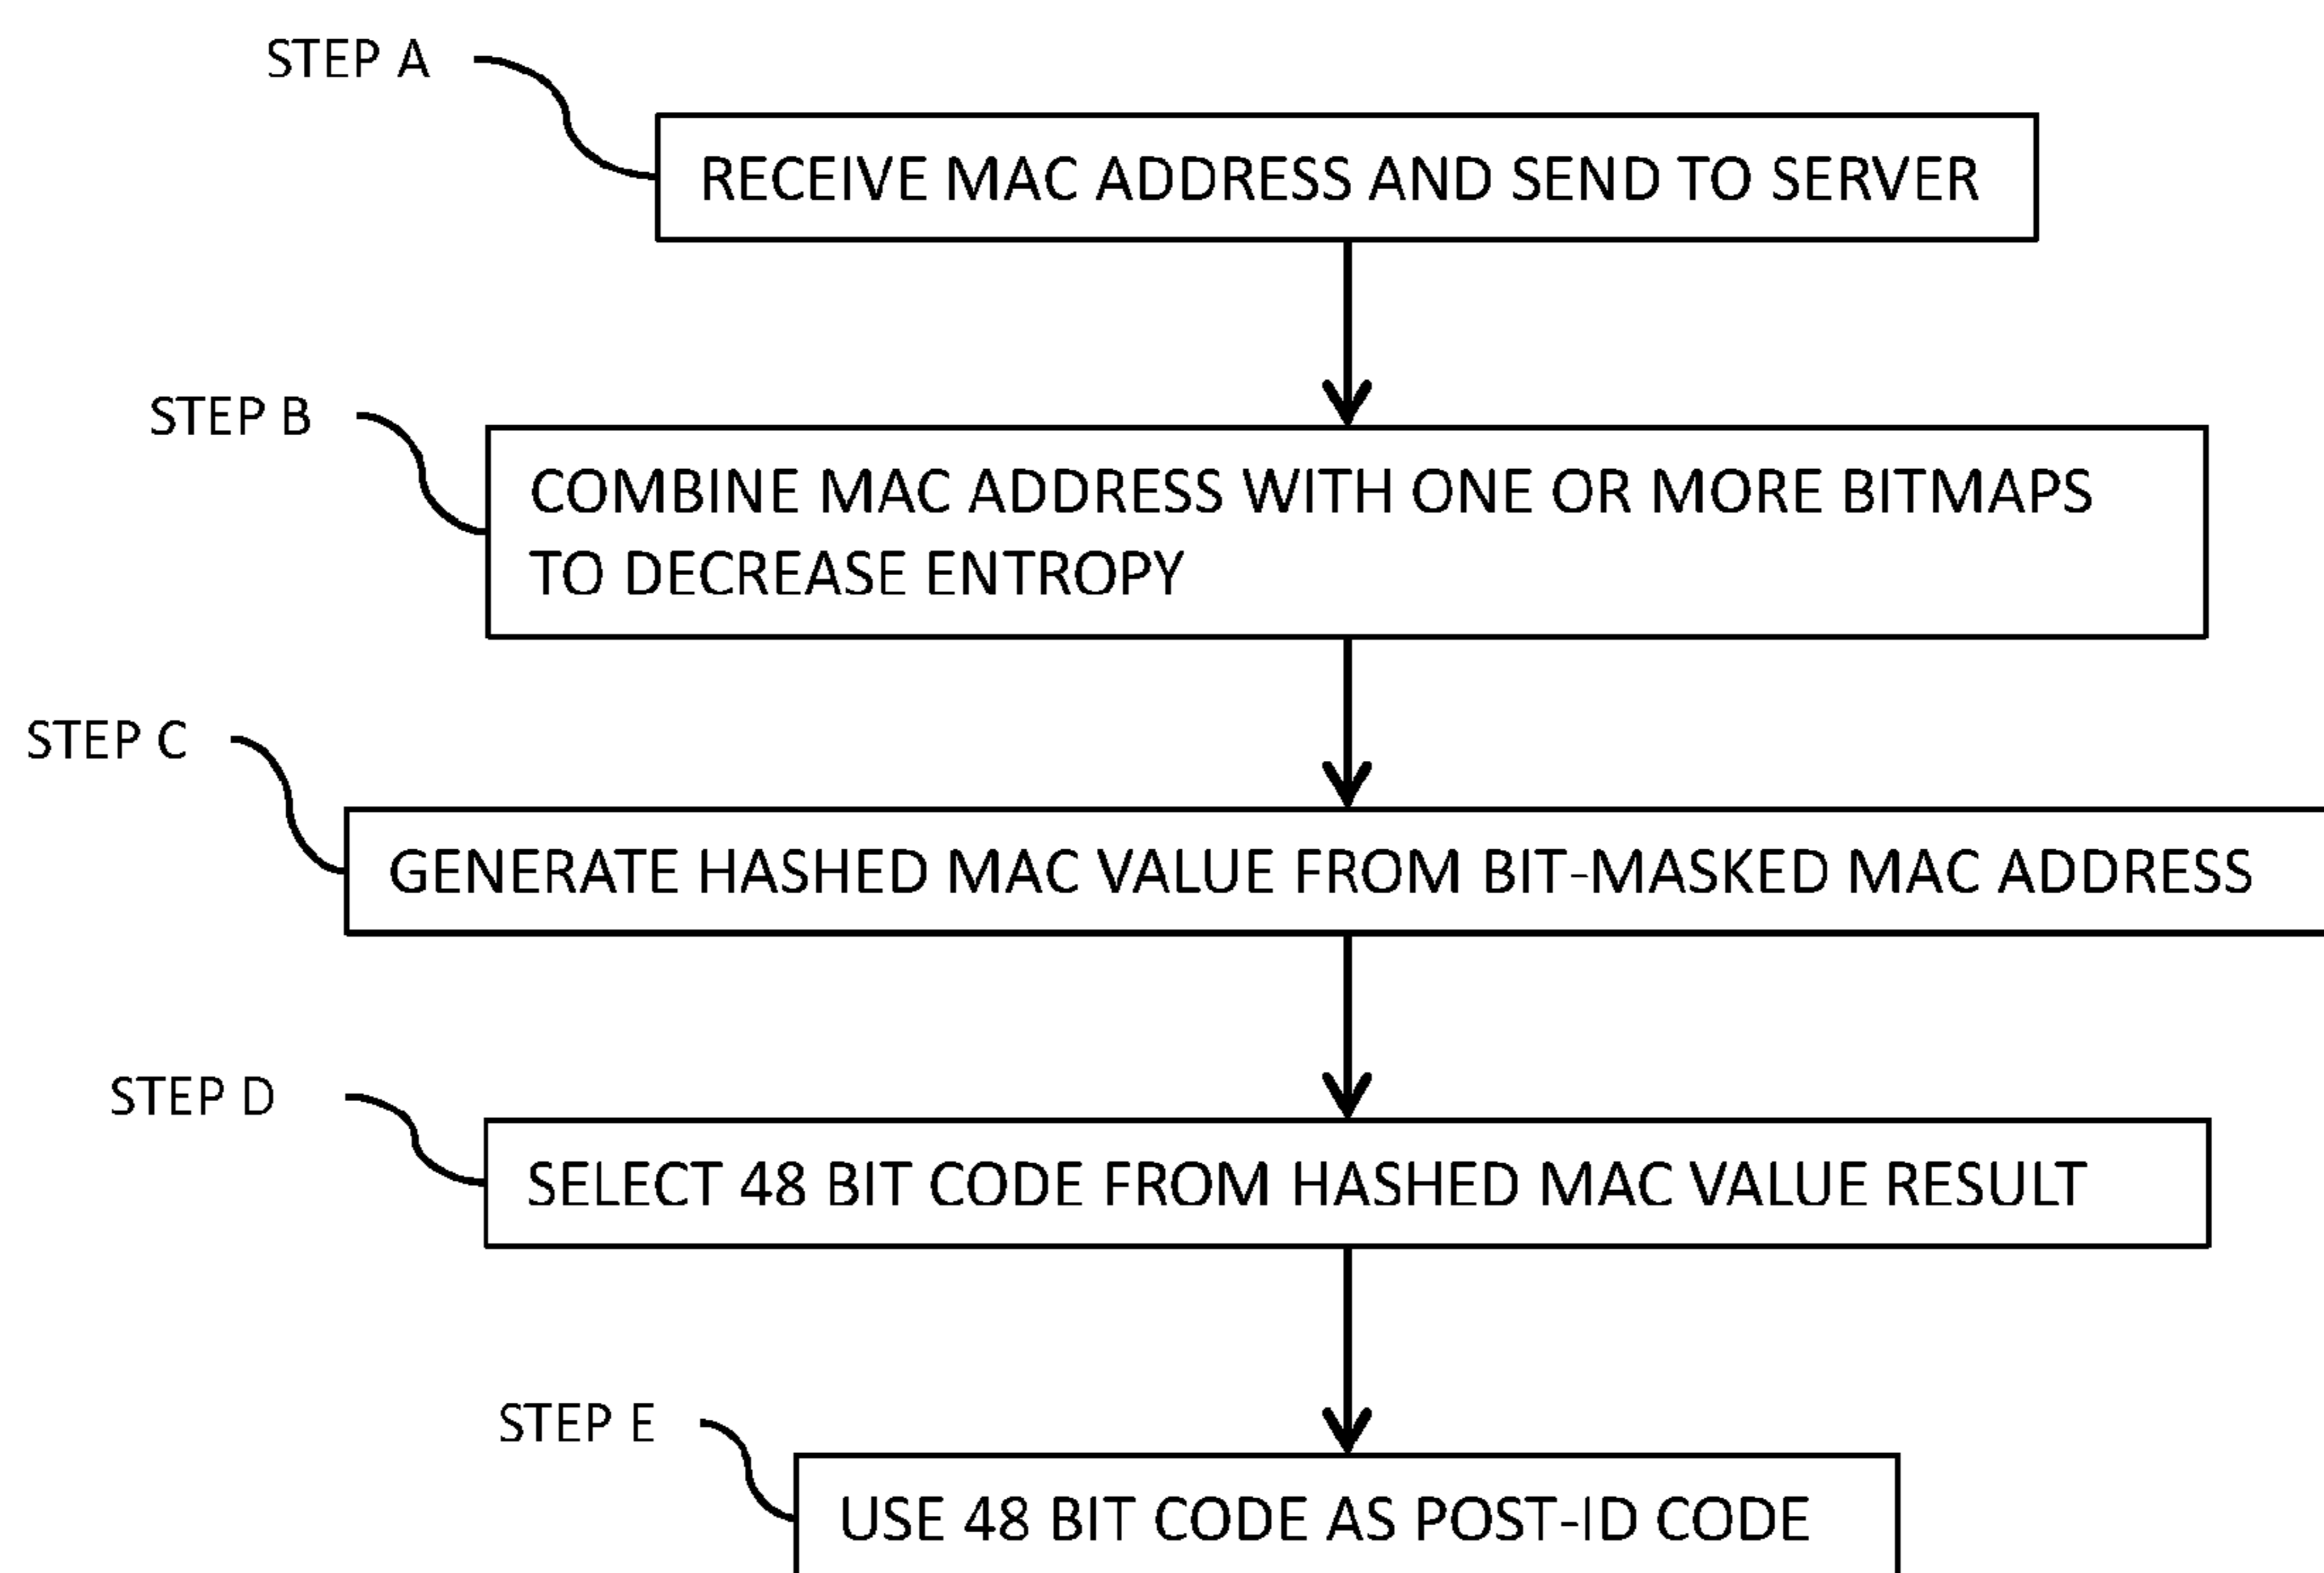 STEP A
RECEIVE MAC ADDRESS AND SEND TO SERVER
STEP B
COMBINE MAC ADDRESS WITH ONE OR MORE BITMAPS
TO DECREASE ENTROPY
STEP C
GENERATE HASHED MAC VALUE FROM BIT-MASKED MAC ADDRESS
STEP D
SELECT 48 BIT CODE FROM HASHED MAC VALUE RESULT
STEP E
USE 48 BIT CODE AS POST-ID CODE